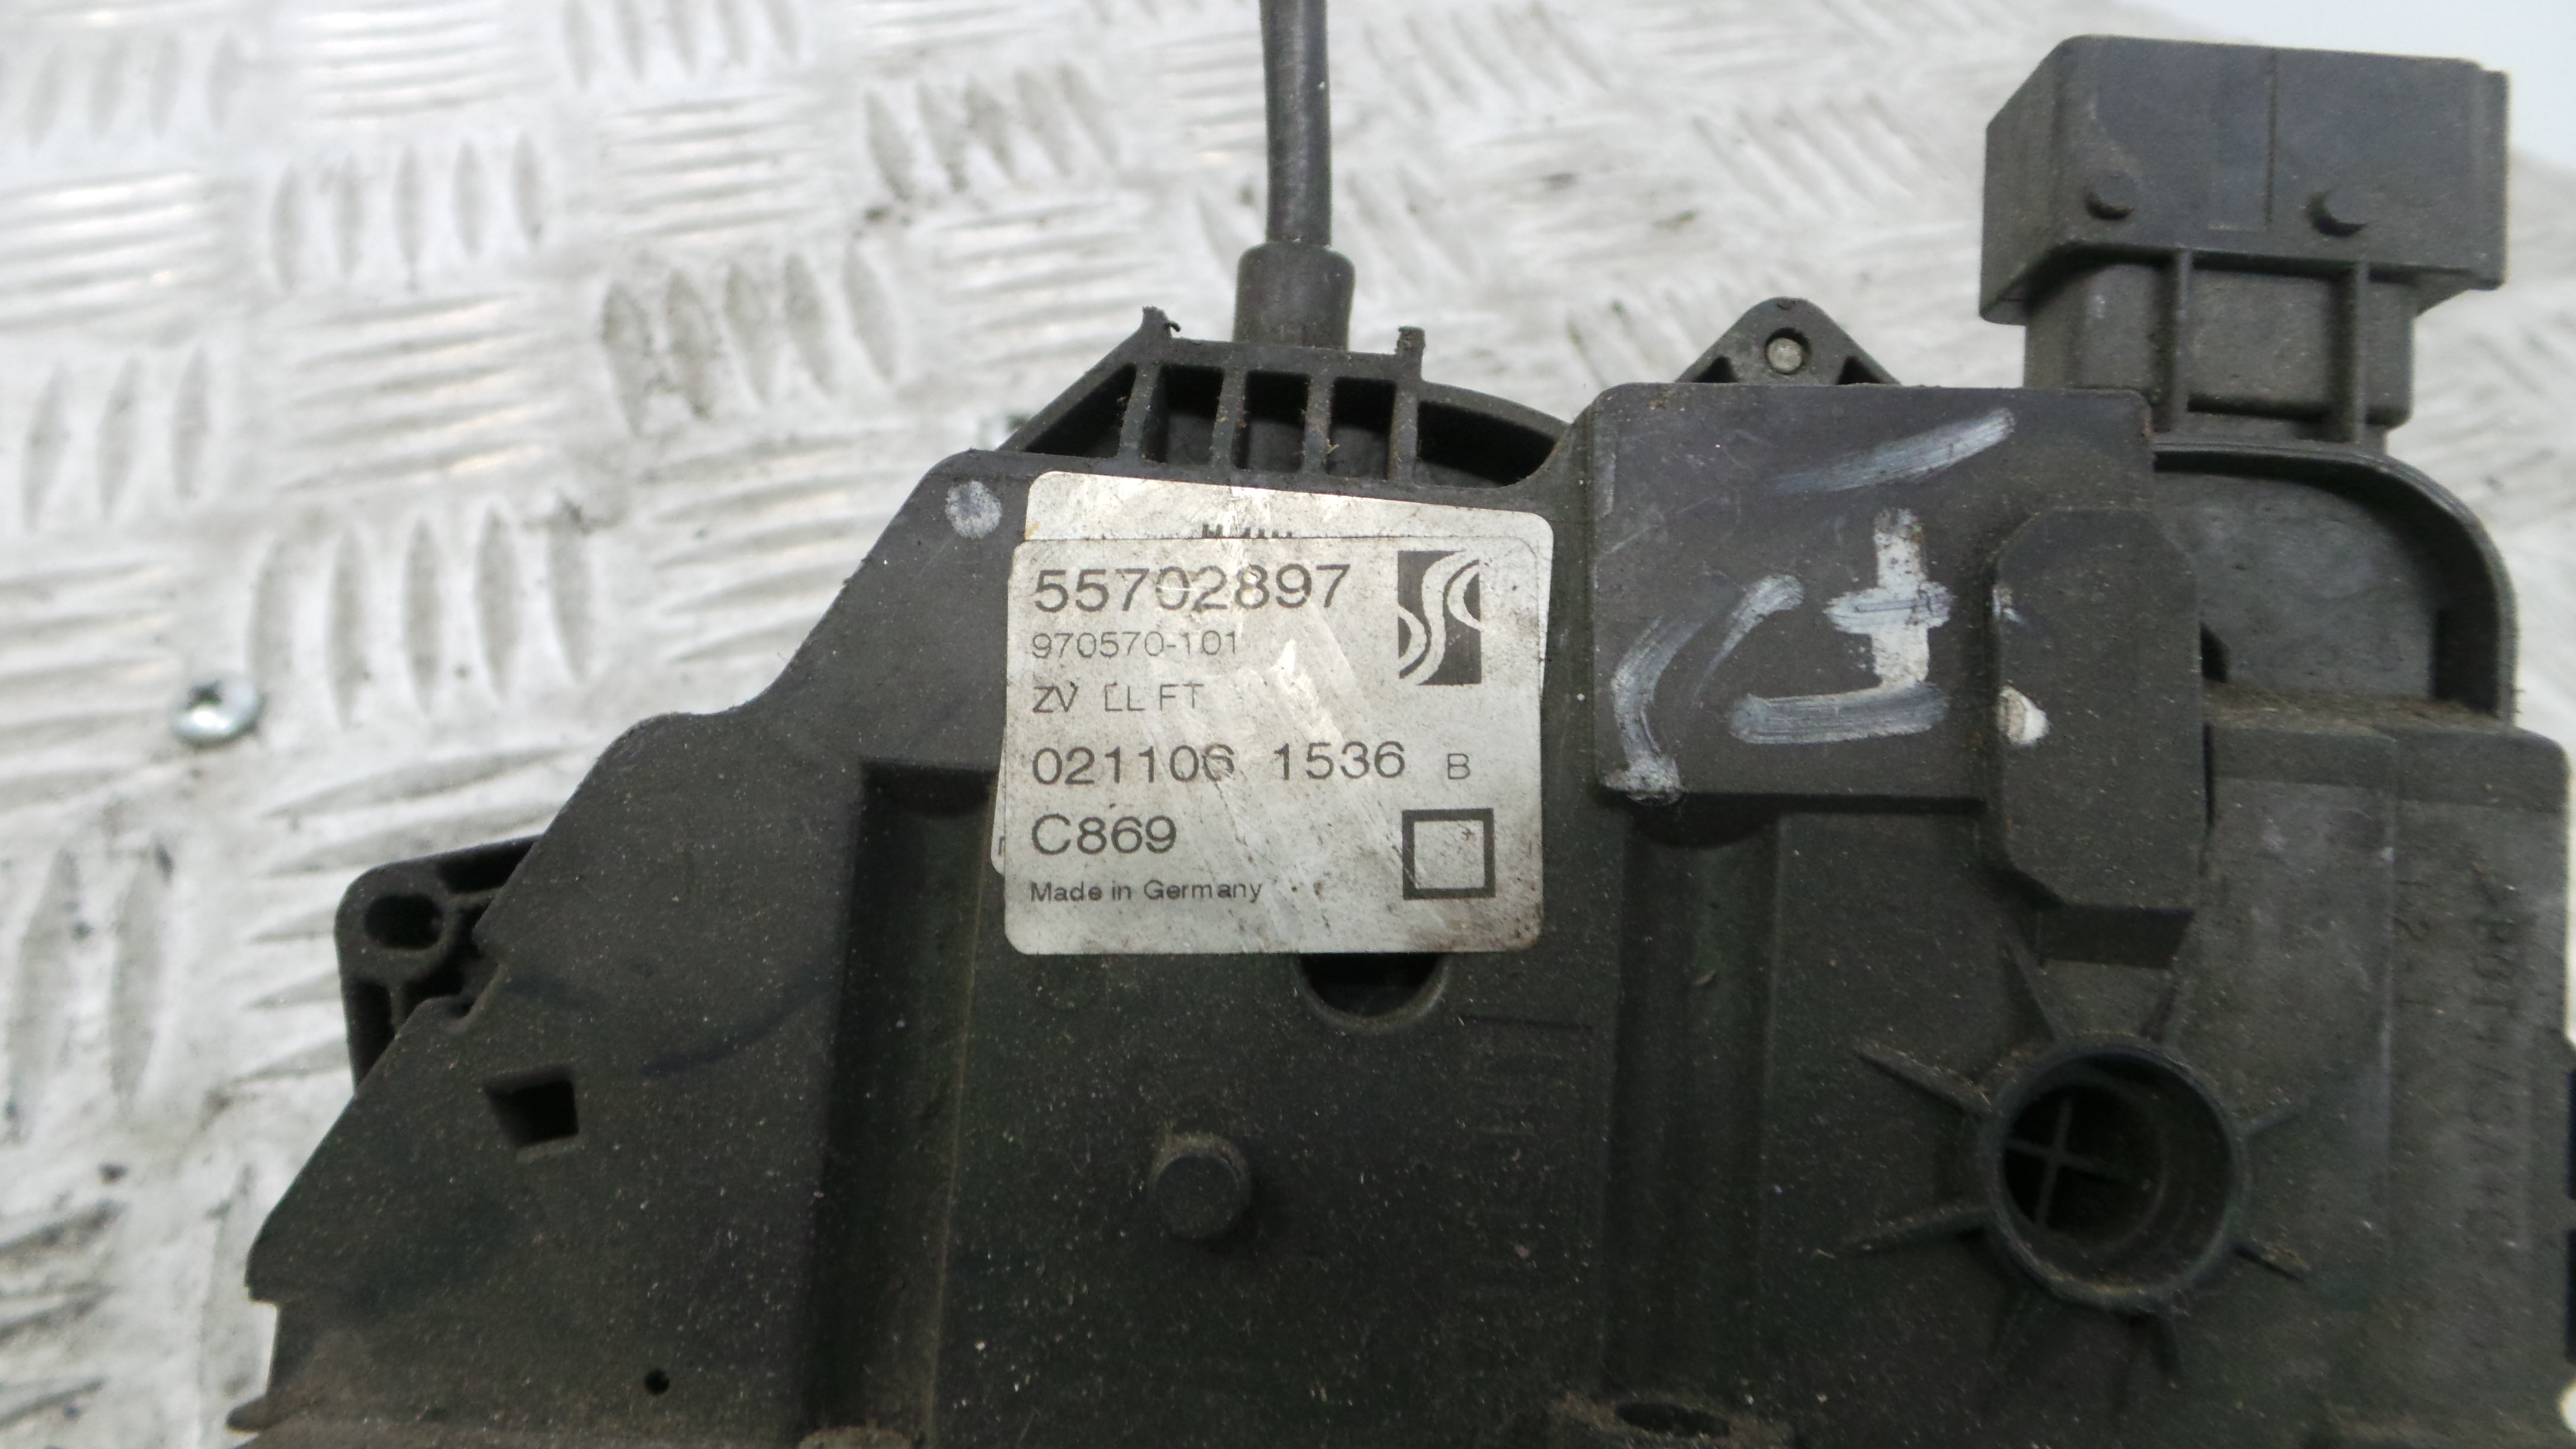 55702897
970570-101
ZV LL FT
021106 1536 B
C869
Made in Germany